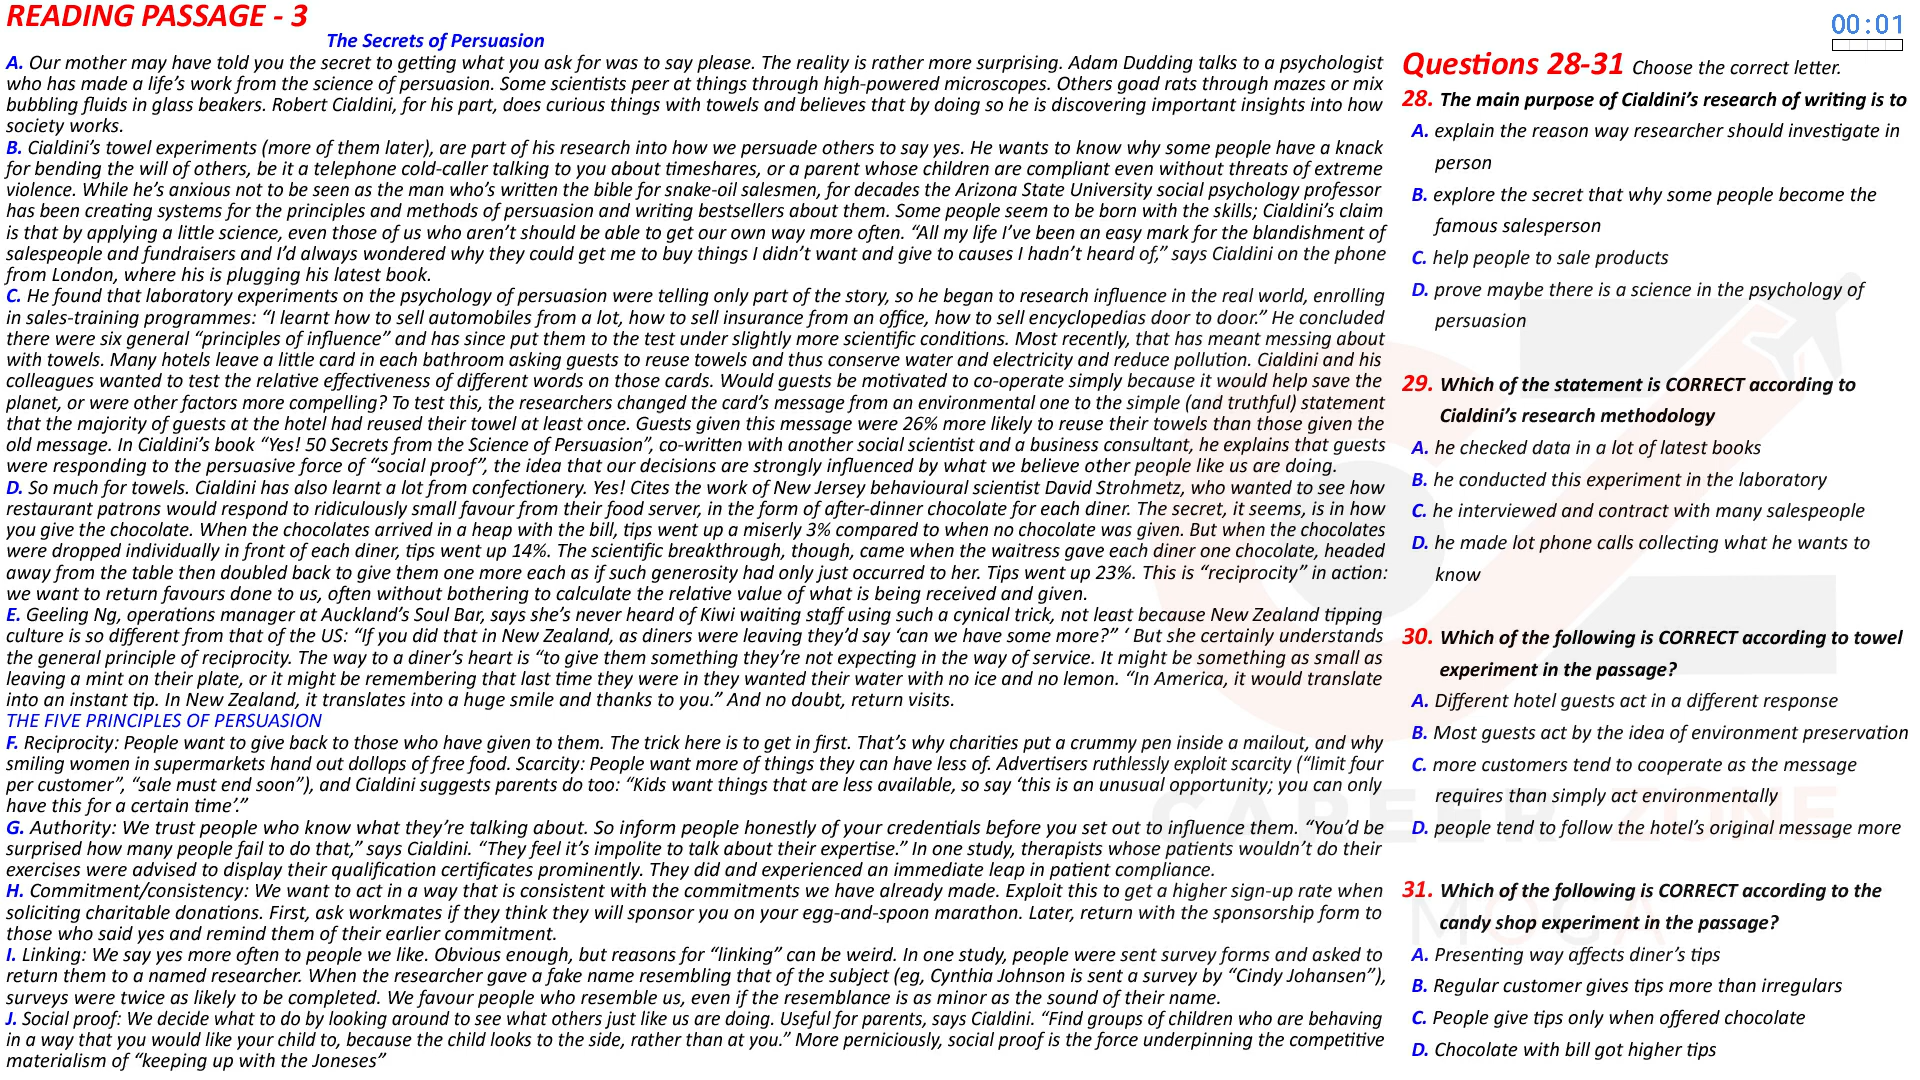 READING PASSAGE - 3
The Secrets of Persuasion
A. Our mother may have told you the secret to getting what you ask for was to say please. The reality is rather more surprising. Adam Dudding talks to a psychologist
who has made a life’s work from the science of persuasion. Some scientists peer at things through high-powered microscopes. Others goad rats through mazes or mix
bubbling fluids in glass beakers. Robert Cialdini, for his part, does curious things with towels and believes that by doing so he is discovering important insights into how
society works.
B. Cialdini’s towel experiments (more of them later), are part of his research into how we persuade others to say yes. He wants to know why some people have a knack
for bending the will of others, be it a telephone cold-caller talking to you about timeshares, or a parent whose children are compliant even without threats of extreme
violence. While he’s anxious not to be seen as the man who’s written the bible for snake-oil salesmen, for decades the Arizona State University social psychology professor
has been creating systems for the principles and methods of persuasion and writing bestsellers about them. Some people seem to be born with the skills; Cialdini’s claim
is that by applying a little science, even those of us who aren’t should be able to get our own way more often. “All my life I’ve been an easy mark for the blandishment of
salespeople and fundraisers and I’d always wondered why they could get me to buy things I didn’t want and give to causes I hadn’t heard of,” says Cialdini on the phone
from London, where his is plugging his latest book.
C. He found that laboratory experiments on the psychology of persuasion were telling only part of the story, so he began to research influence in the real world, enrolling
in sales-training programmes: “I learnt how to sell automobiles from a lot, how to sell insurance from an office, how to sell encyclopedias door to door.” He concluded
there were six general “principles of influence” and has since put them to the test under slightly more scientific conditions. Most recently, that has meant messing about
with towels. Many hotels leave a little card in each bathroom asking guests to reuse towels and thus conserve water and electricity and reduce pollution. Cialdini and his
colleagues wanted to test the relative effectiveness of different words on those cards. Would guests be motivated to co-operate simply because it would help save the
planet, or were other factors more compelling? To test this, the researchers changed the card’s message from an environmental one to the simple (and truthful) statement
that the majority of guests at the hotel had reused their towel at least once. Guests given this message were 26% more likely to reuse their towels than those given the
old message. In Cialdini’s book “Yes! 50 Secrets from the Science of Persuasion”, co-written with another social scientist and a business consultant, he explains that guests
were responding to the persuasive force of “social proof”, the idea that our decisions are strongly influenced by what we believe other people like us are doing.
D. So much for towels. Cialdini has also learnt a lot from confectionery. Yes! Cites the work of New Jersey behavioural scientist David Strohmetz, who wanted to see how
restaurant patrons would respond to ridiculously small favour from their food server, in the form of after-dinner chocolate for each diner. The secret, it seems, is in how
you give the chocolate. When the chocolates arrived in a heap with the bill, tips went up a miserly 3% compared to when no chocolate was given. But when the chocolates
were dropped individually in front of each diner, tips went up 14%. The scientific breakthrough, though, came when the waitress gave each diner one chocolate, headed
away from the table then doubled back to give them one more each as if such generosity had only just occurred to her. Tips went up 23%. This is “reciprocity” in action:
we want to return favours done to us, often without bothering to calculate the relative value of what is being received and given.
E. Geeling Ng, operations manager at Auckland’s Soul Bar, says she’s never heard of Kiwi waiting staff using such a cynical trick, not least because New Zealand tipping
culture is so different from that of the US: “If you did that in New Zealand, as diners were leaving they’d say ‘can we have some more?” ‘ But she certainly understands
the general principle of reciprocity. The way to a diner’s heart is “to give them something they’re not expecting in the way of service. It might be something as small as
leaving a mint on their plate, or it might be remembering that last time they were in they wanted their water with no ice and no lemon. “In America, it would translate
into an instant tip. In New Zealand, it translates into a huge smile and thanks to you.” And no doubt, return visits.
THE FIVE PRINCIPLES OF PERSUASION
F. Reciprocity: People want to give back to those who have given to them. The trick here is to get in first. That’s why charities put a crummy pen inside a mailout, and why
smiling women in supermarkets hand out dollops of free food. Scarcity: People want more of things they can have less of. Advertisers ruthlessly exploit scarcity (“limit four
per customer”, “sale must end soon”), and Cialdini suggests parents do too: “Kids want things that are less available, so say ‘this is an unusual opportunity; you can only
have this for a certain time’.”
G. Authority: We trust people who know what they’re talking about. So inform people honestly of your credentials before you set out to influence them. “You’d be
surprised how many people fail to do that,” says Cialdini. “They feel it’s impolite to talk about their expertise.” In one study, therapists whose patients wouldn’t do their
exercises were advised to display their qualification certificates prominently. They did and experienced an immediate leap in patient compliance.
H. Commitment/consistency: We want to act in a way that is consistent with the commitments we have already made. Exploit this to get a higher sign-up rate when
soliciting charitable donations. First, ask workmates if they think they will sponsor you on your egg-and-spoon marathon. Later, return with the sponsorship form to
those who said yes and remind them of their earlier commitment.
I. Linking: We say yes more often to people we like. Obvious enough, but reasons for “linking” can be weird. In one study, people were sent survey forms and asked to
return them to a named researcher. When the researcher gave a fake name resembling that of the subject (eg, Cynthia Johnson is sent a survey by “Cindy Johansen”),
surveys were twice as likely to be completed. We favour people who resemble us, even if the resemblance is as minor as the sound of their name.
J. Social proof: We decide what to do by looking around to see what others just like us are doing. Useful for parents, says Cialdini. “Find groups of children who are behaving
in a way that you would like your child to, because the child looks to the side, rather than at you.” More perniciously, social proof is the force underpinning the competitive
materialism of “keeping up with the Joneses”
00:01
Questions 28-31 Choose the correct letter.
28. The main purpose of Cialdini’s research of writing is to
A. explain the reason way researcher should investigate in
person
B. explore the secret that why some people become the
famous salesperson
C. help people to sale products
D. prove maybe there is a science in the psychology of
persuasion
29. Which of the statement is CORRECT according to
Cialdini’s research methodology
A. he checked data in a lot of latest books
B. he conducted this experiment in the laboratory
C. he interviewed and contract with many salespeople
D. he made lot phone calls collecting what he wants to
know
30. Which of the following is CORRECT according to towel
experiment in the passage?
A. Different hotel guests act in a different response
B. Most guests act by the idea of environment preservation
C. more customers tend to cooperate as the message
requires than simply act environmentally
D. people tend to follow the hotel’s original message more
31. Which of the following is CORRECT according to the
candy shop experiment in the passage?
A. Presenting way affects diner’s tips
B. Regular customer gives tips more than irregulars
C. People give tips only when offered chocolate
D. Chocolate with bill got higher tips
CAREER ZONE
MOGA